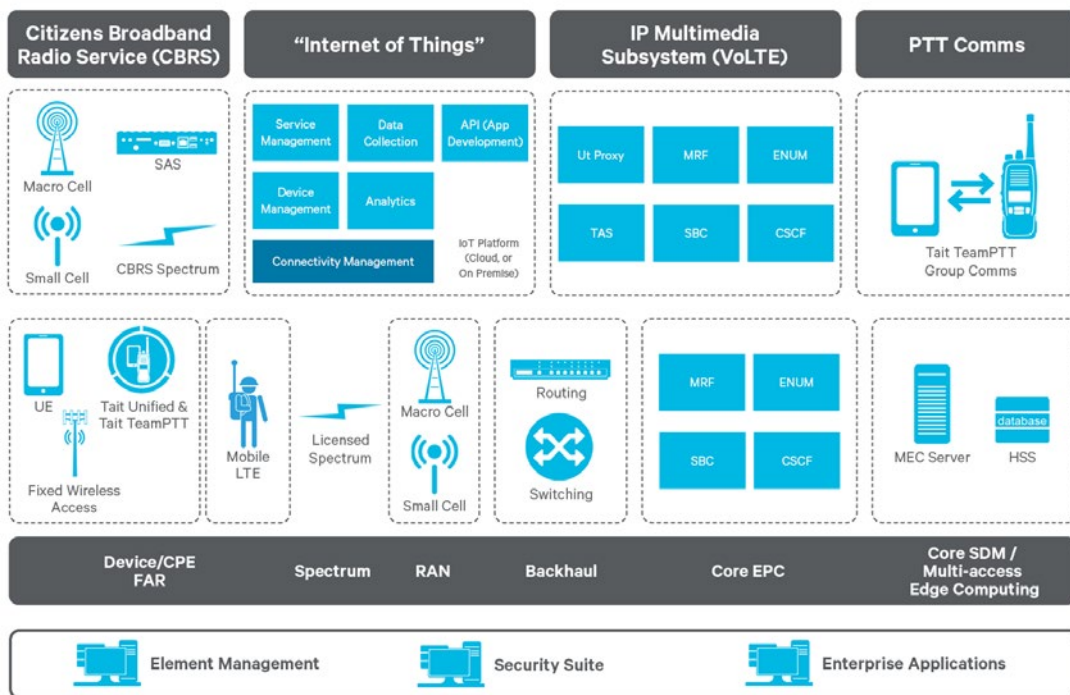 Citizens Broadband
Radio Service (CBRS)
“Internet of Things”
IP Multimedia
Subsystem (VoLTE)
PTT Comms
Macro Cell
SAS
Small Cell
CBRS Spectrum
Service
Management
Data
Collection
API (App
Development)
Device
Management
Analytics
Connectivity Management
IoT Platform
(Cloud, or
On Premise)
Ut Proxy
MRF
ENUM
TAS
SBC
CSCF
Tait TeamPTT
Group Comms
UE
Tait Unified &
Tait TeamPTT
Fixed Wireless
Access
Mobile
LTE
Licensed
Spectrum
Macro Cell
Small Cell
Routing
Switching
MRF
ENUM
SBC
CSCF
MEC Server
database
HSS
Device/CPE
FAR
Spectrum
RAN
Backhaul
Core EPC
Core SDM /
Multi-access
Edge Computing
Element Management
Security Suite
Enterprise Applications